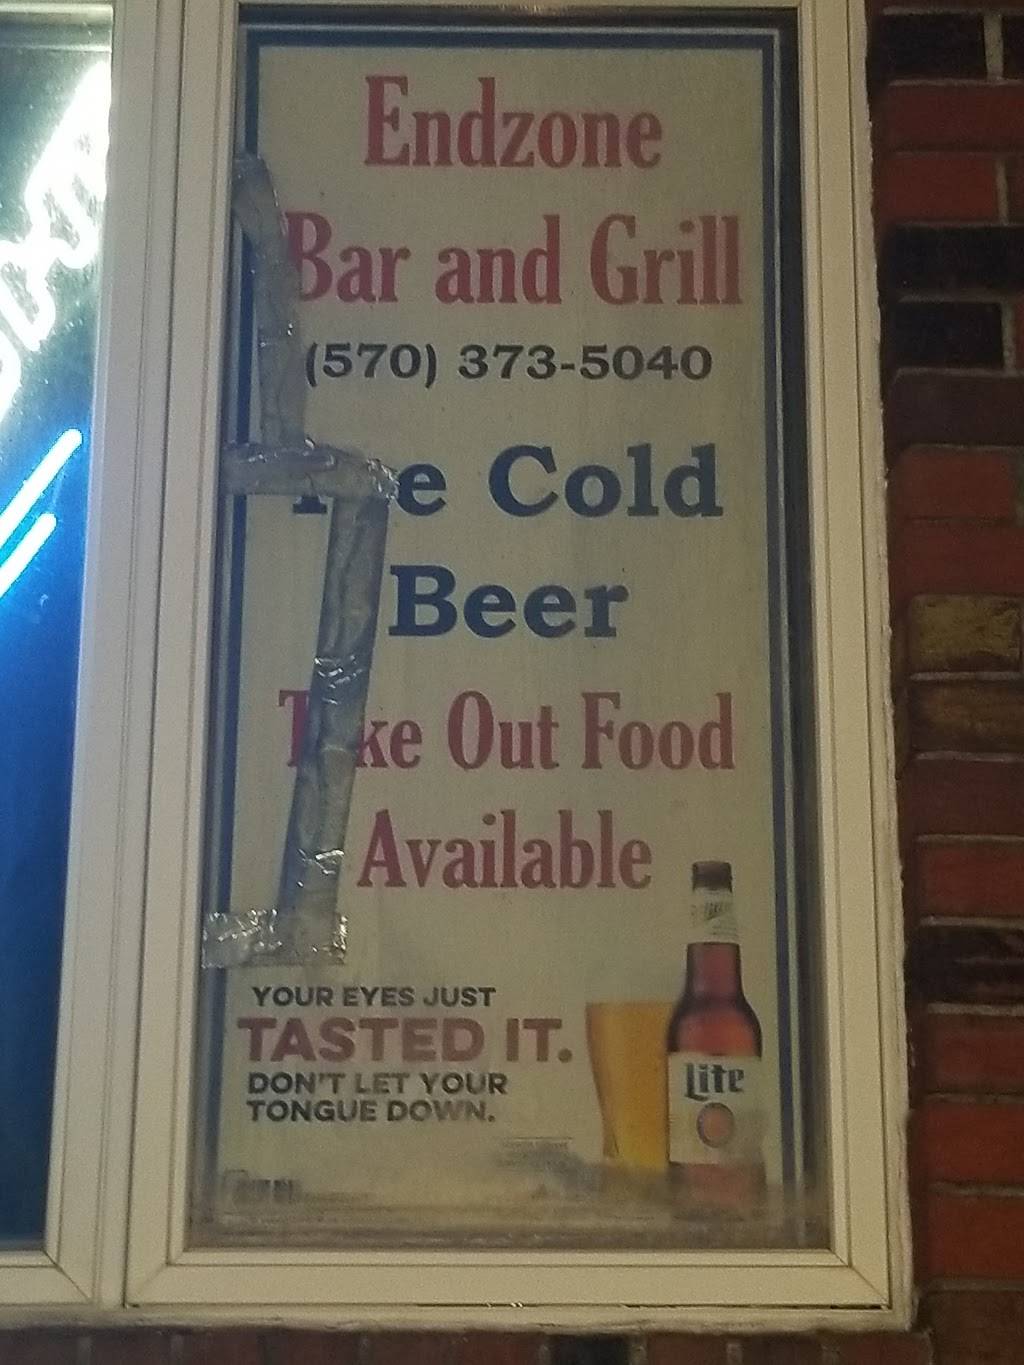 Endzone
Bar and Grill
(570) 373-5040
Cold
Beer
Take Out Food
Available
YOUR EYES JUST
TASTED IT.
DON'T LET YOUR
TONGUE DOWN.
Lite